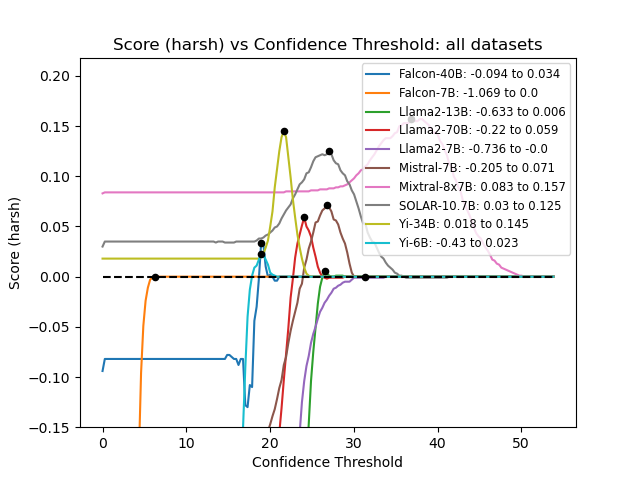 Score (harsh) vs Confidence Threshold: all datasets
Falcon-40B: -0.094 to 0.034
Falcon-7B: -1.069 to 0.0
Llama2-13B: -0.633 to 0.006
Llama2-70B: -0.22 to 0.059
Llama2-7B: -0.736 to -0.0
Mistral-7B: -0.205 to 0.071
Mixtral-8x7B: 0.083 to 0.157
SOLAR-10.7B: 0.03 to 0.125
Yi-34B: 0.018 to 0.145
Yi-6B: -0.43 to 0.023
Score (harsh)
0.20
0.15
0.10
0.05
0.00
−0.05
−0.10
−0.15
0 10 20 30 40 50
Confidence Threshold